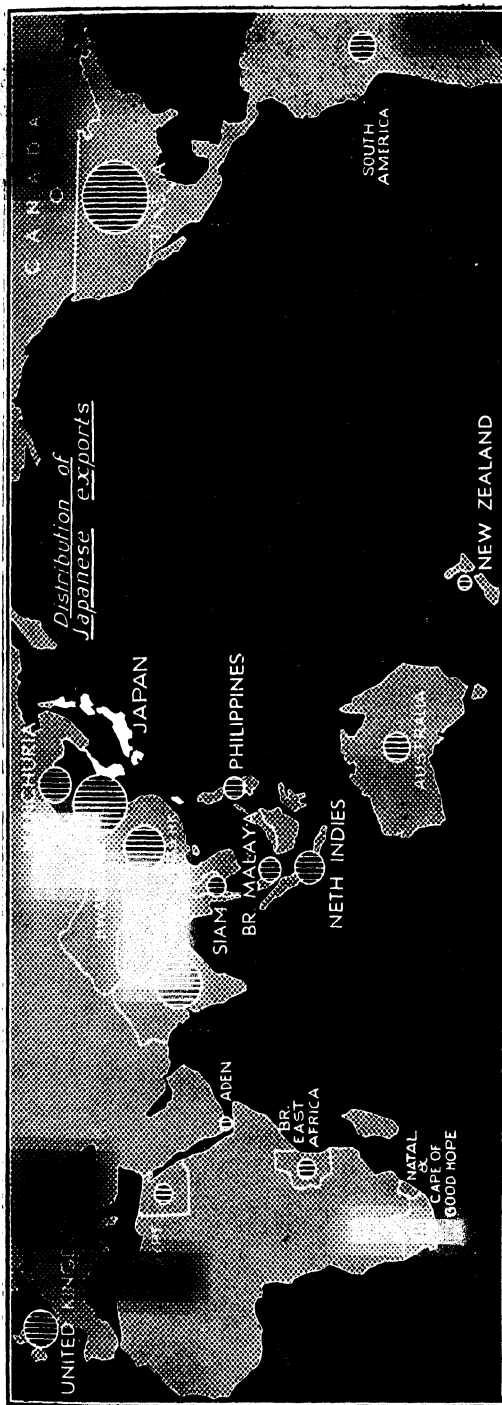 Distribution of
Japanese exports
CANADA
UNITED
JAPAN
PHILIPPINES
SIAM
BR. MALAYA
NETH INDIES
ADEN
BR.
EAST
AFRICA
NATAL
&
CAPE OF
GOOD HOPE
AUSTRALIA
NEW ZEALAND
SOUTH
AMERICA